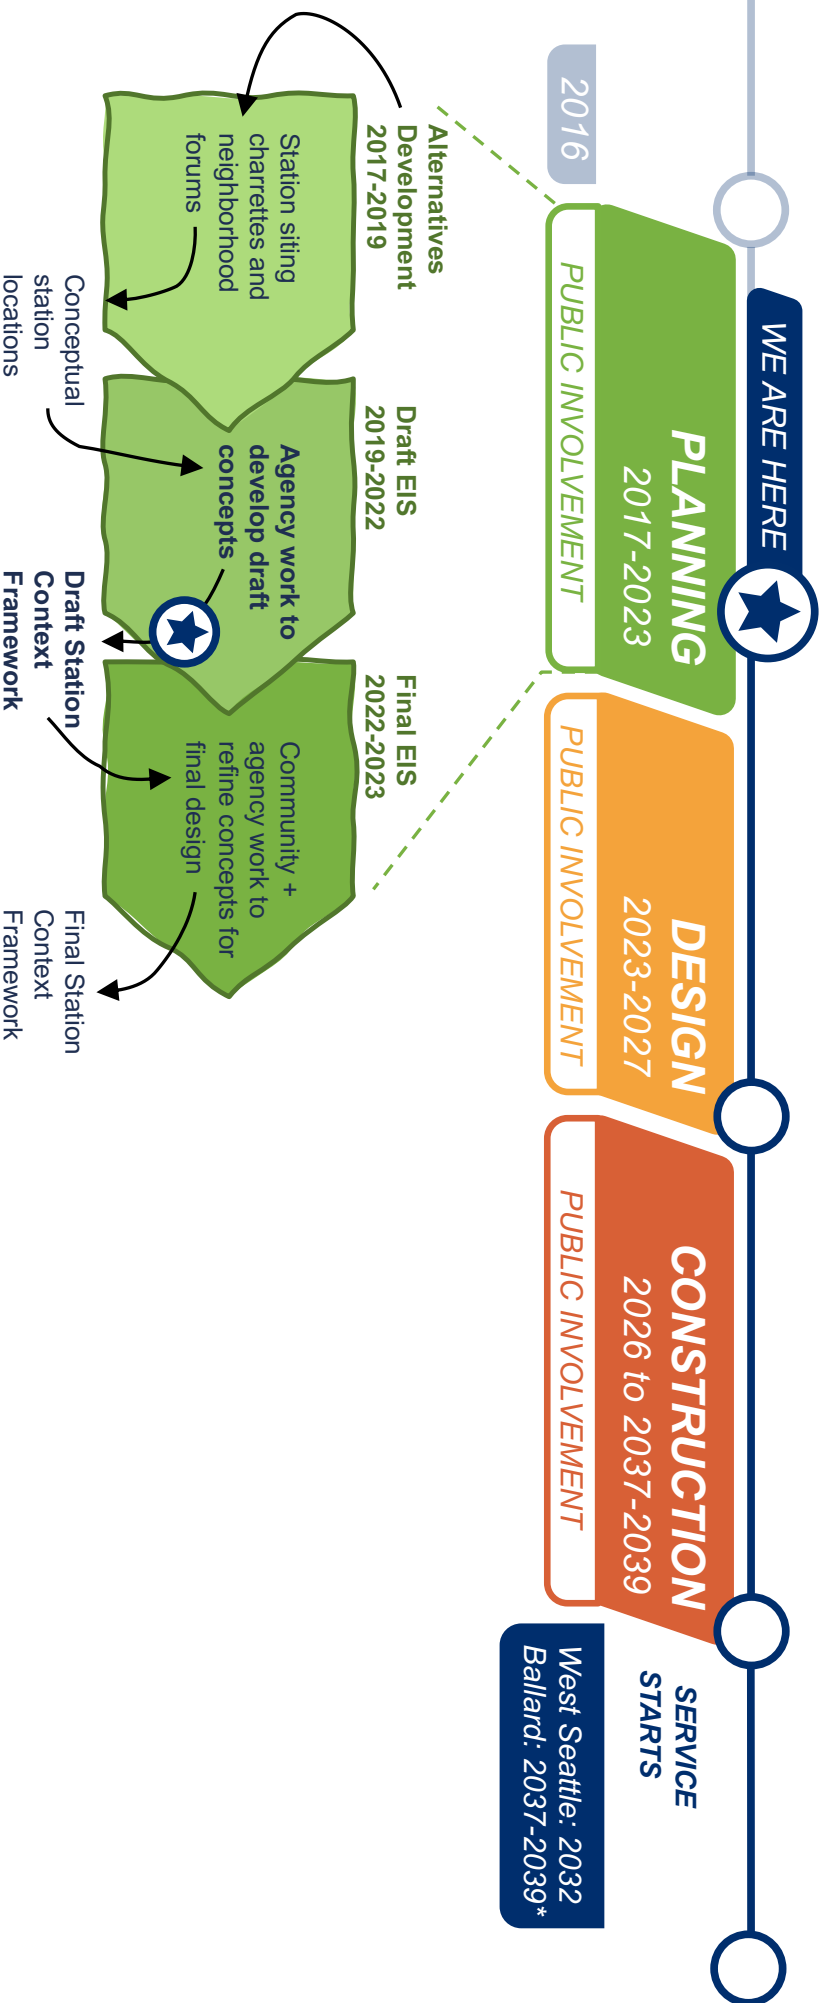 WE ARE HERE
2016
PLANNING
2017-2023
PUBLIC INVOLVEMENT
DESIGN
2023-2027
PUBLIC INVOLVEMENT
CONSTRUCTION
2026 to 2037-2039
PUBLIC INVOLVEMENT
SERVICE
STARTS
West Seattle: 2032
Ballard: 2037-2039*
Alternatives
Development
2017-2019
Station siting
charrettes and
neighborhood
forums
Conceptual
station
locations
Draft EIS
2019-2022
Agency work to
develop draft
concepts
Draft Station
Context
Framework
Final EIS
2022-2023
Community +
agency work to
refine concepts for
final design
Final Station
Context
Framework